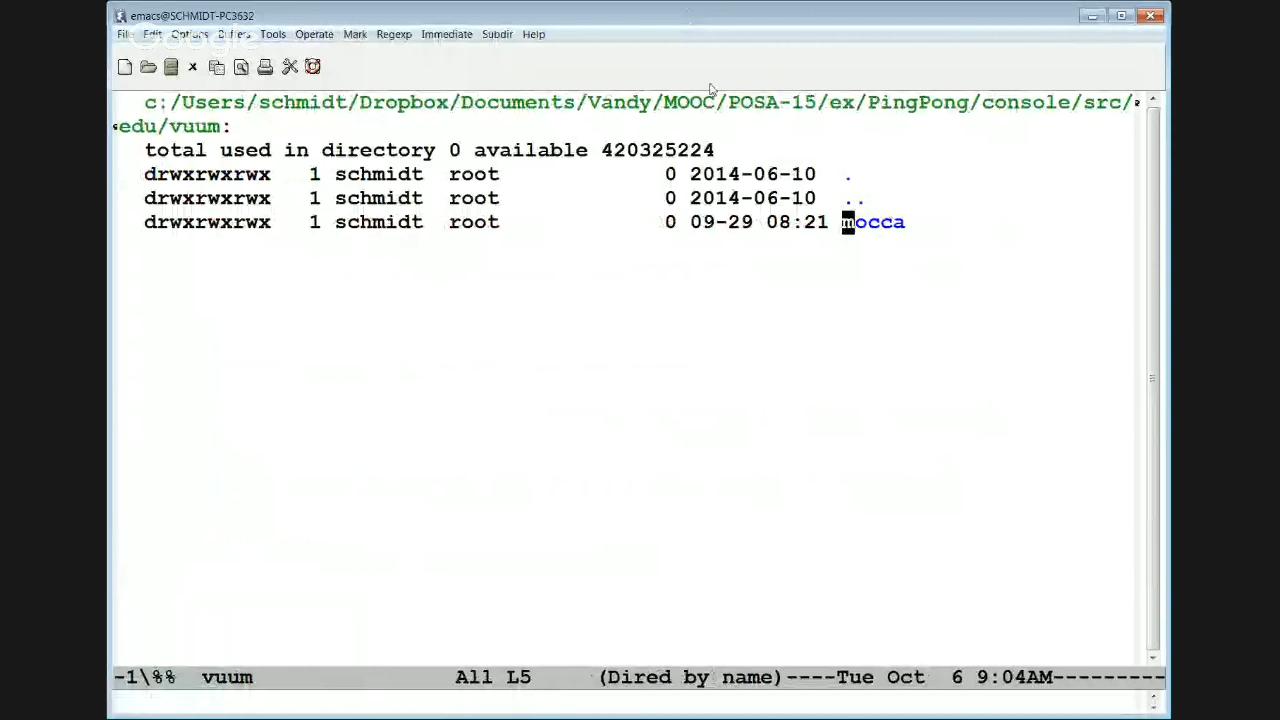 emacs@SCHMIDT-PC3632
File Edit Options Buffers Tools Operate Mark Regexp Immediate Subdir Help
Google
c:/Users/schmidt/Dropbox/Documents/Vandy/MOOC/POSA-15/ex/PingPong/console/src/
edu/vuum:
total used in directory 0 available 420325224
drwxrwxrwx 1 schmidt root 0 2014-06-10 .
drwxrwxrwx 1 schmidt root 0 2014-06-10 ..
drwxrwxrwx 1 schmidt root 0 09-29 08:21 mocca
-1\%% vuum All L5 (Dired by name)----Tue Oct 6 9:04AM---------